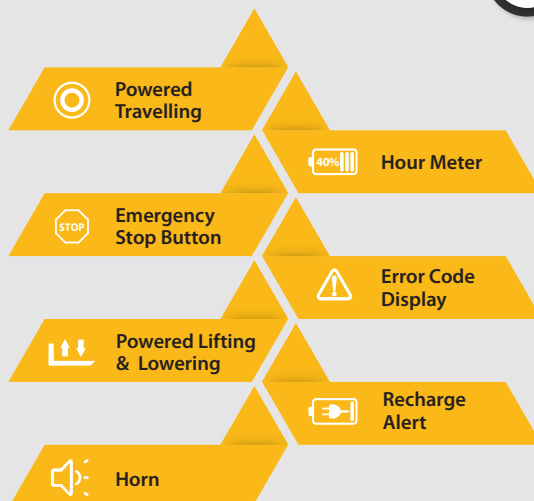 Powered
Travelling
40%
Hour Meter
STOP
Emergency
Stop Button
Error Code
Display
Powered Lifting
& Lowering
Recharge
Alert
Horn